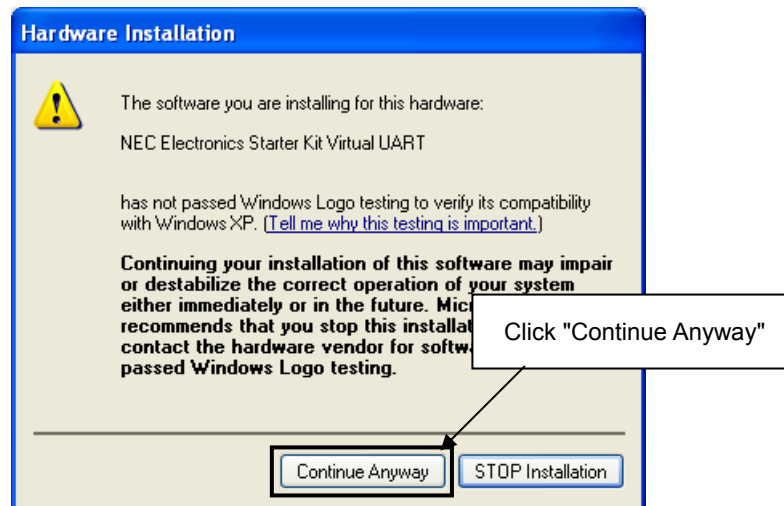 Hardware Installation
The software you are installing for this hardware:
NEC Electronics Starter Kit Virtual UART
has not passed Windows Logo testing to verify its compatibility
with Windows XP. (Tell me why this testing is important.)
Continuing your installation of this software may impair
or destabilize the correct operation of your system
either immediately or in the future.
recommends that you stop this
contact the hardware vendor for
passed Windows Logo testing.
Click "Continue Anyway"
Continue Anyway
STOP Installation